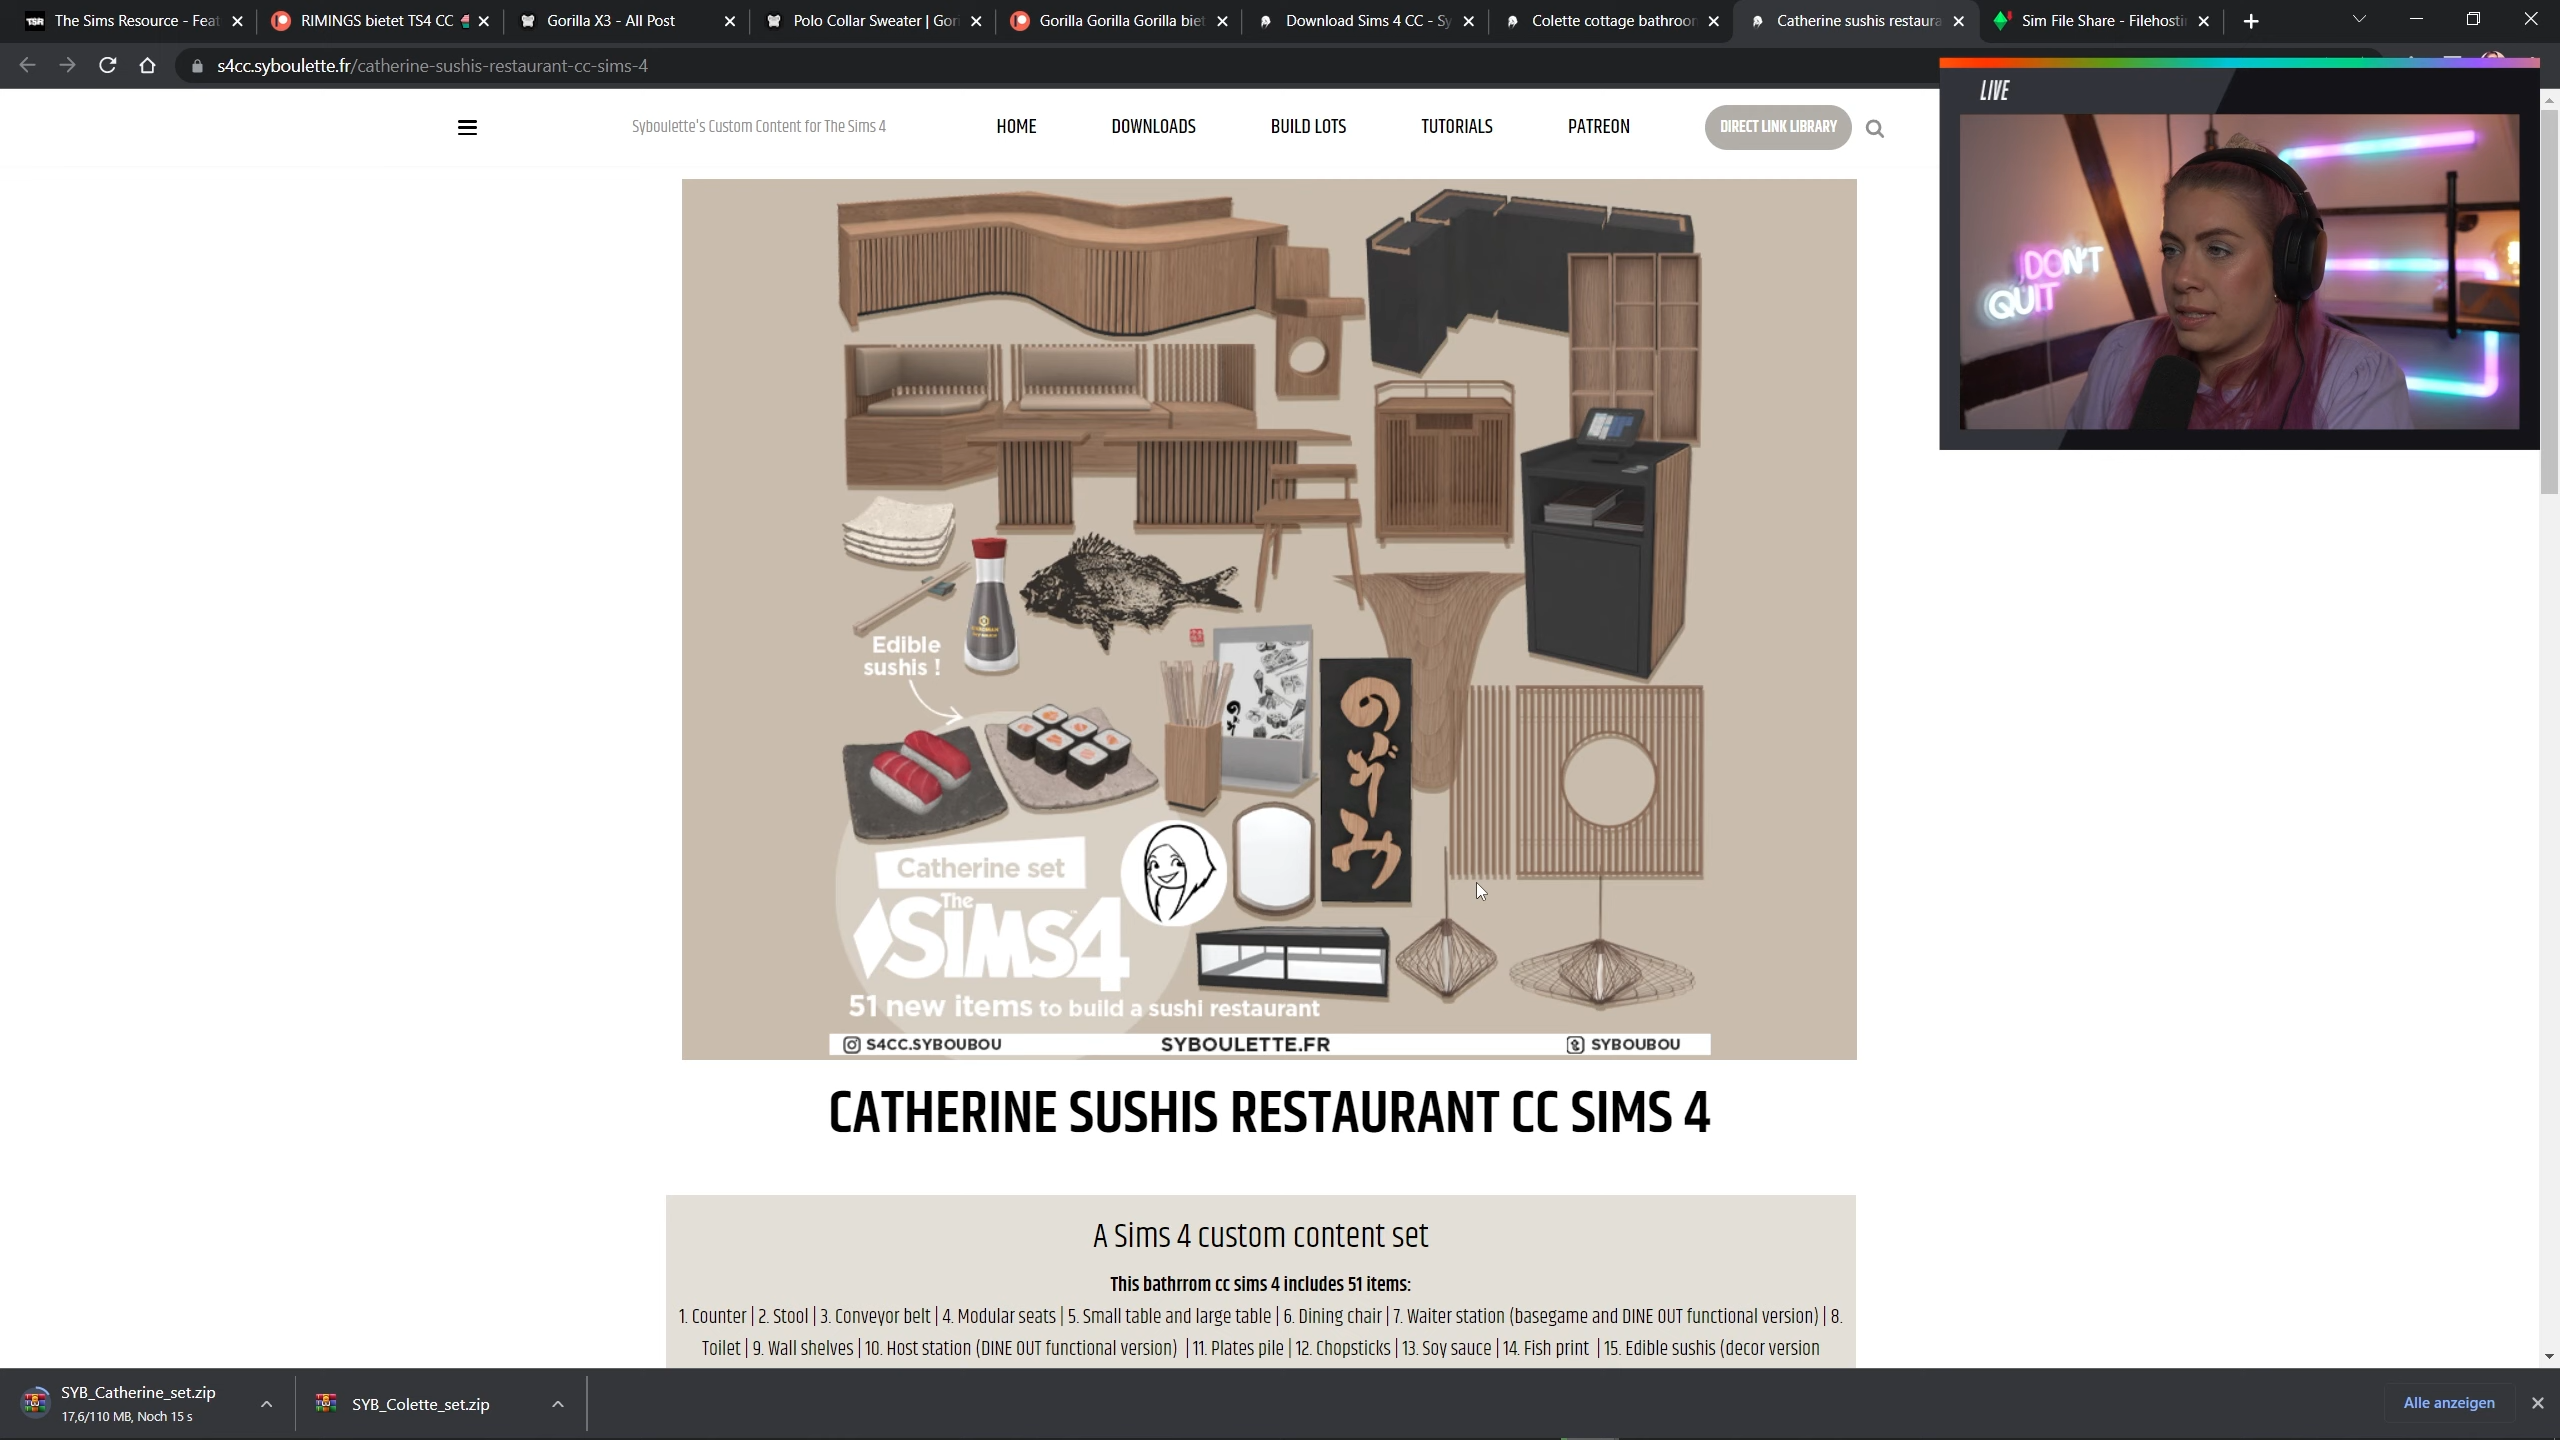 The Sims Resource - Feat
RIMINGS bietet TS4 CC
Gorilla X3 - All Post
Polo Collar Sweater | Gori
Gorilla Gorilla Gorilla biet
Download Sims 4 CC - Sy
Colette cottage bathroom
Catherine sushis restaura
Sim File Share - Filehostin
s4cc.syboulette.fr/catherine-sushis-restaurant-cc-sims-4
LIVE
Syboulette's Custom Content for The Sims 4
HOME
DOWNLOADS
BUILD LOTS
TUTORIALS
PATREON
DIRECT LINK LIBRARY
DON'T
QUIT
Edible
sushis !
のぞみ
Catherine set
The
SIMS4
51 new items to build a sushi restaurant
S4CC.SYBOUBOU
SYBOULETTE.FR
SYBOUBOU
CATHERINE SUSHIS RESTAURANT CC SIMS 4
A Sims 4 custom content set
This bathrrom cc sims 4 includes 51 items:
1. Counter | 2. Stool | 3. Conveyor belt | 4. Modular seats | 5. Small table and large table | 6. Dining chair | 7. Waiter station (basegame and DINE OUT functional version) | 8.
Toilet | 9. Wall shelves | 10. Host station (DINE OUT functional version) | 11. Plates pile | 12. Chopsticks | 13. Soy sauce | 14. Fish print | 15. Edible sushis (decor version
SYB_Catherine_set.zip
17,6/110 MB, Noch 15 s
SYB_Colette_set.zip
Alle anzeigen